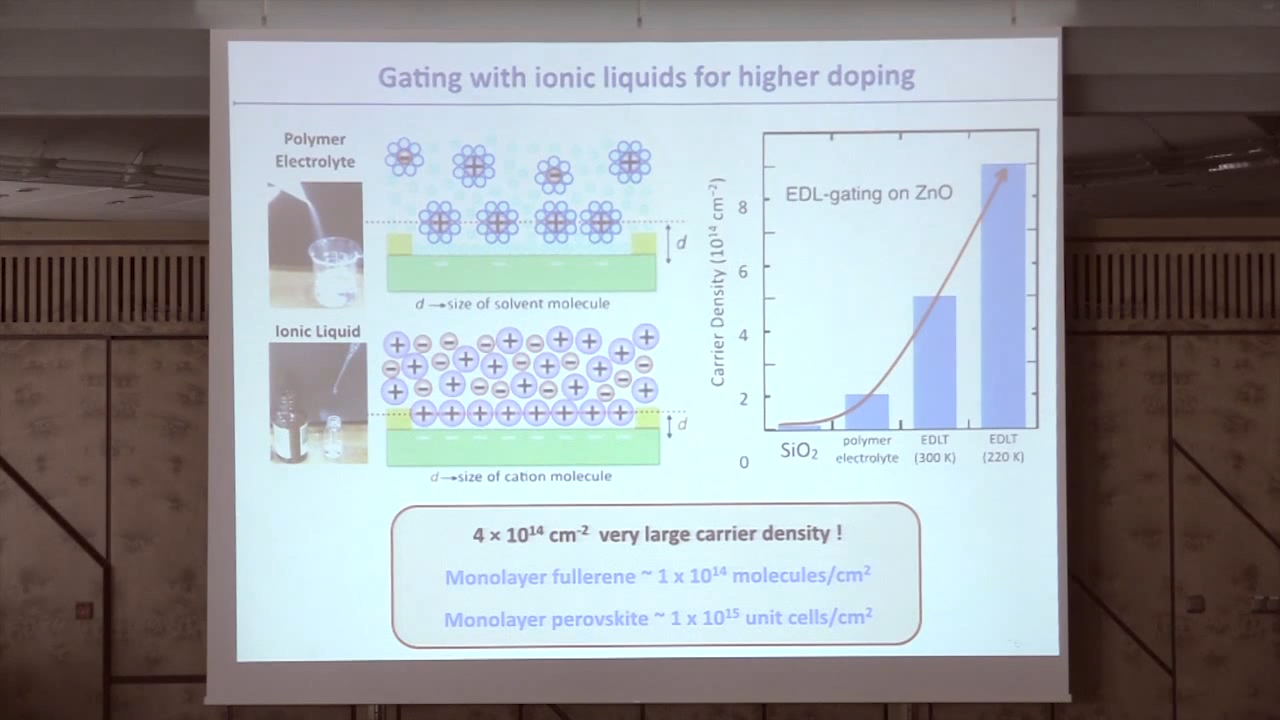 Gating with ionic liquids for higher doping
Polymer
Electrolyte
d
d → size of solvent molecule
Ionic Liquid
d
d → size of cation molecule
EDL-gating on ZnO
Carrier Density (10¹⁴ cm⁻²)
8
6
4
2
0
SiO₂
polymer
electrolyte
EDLT
(300 K)
EDLT
(220 K)
4 × 10¹⁴ cm⁻² very large carrier density !
Monolayer fullerene ~ 1 x 10¹⁴ molecules/cm²
Monolayer perovskite ~ 1 x 10¹⁵ unit cells/cm²